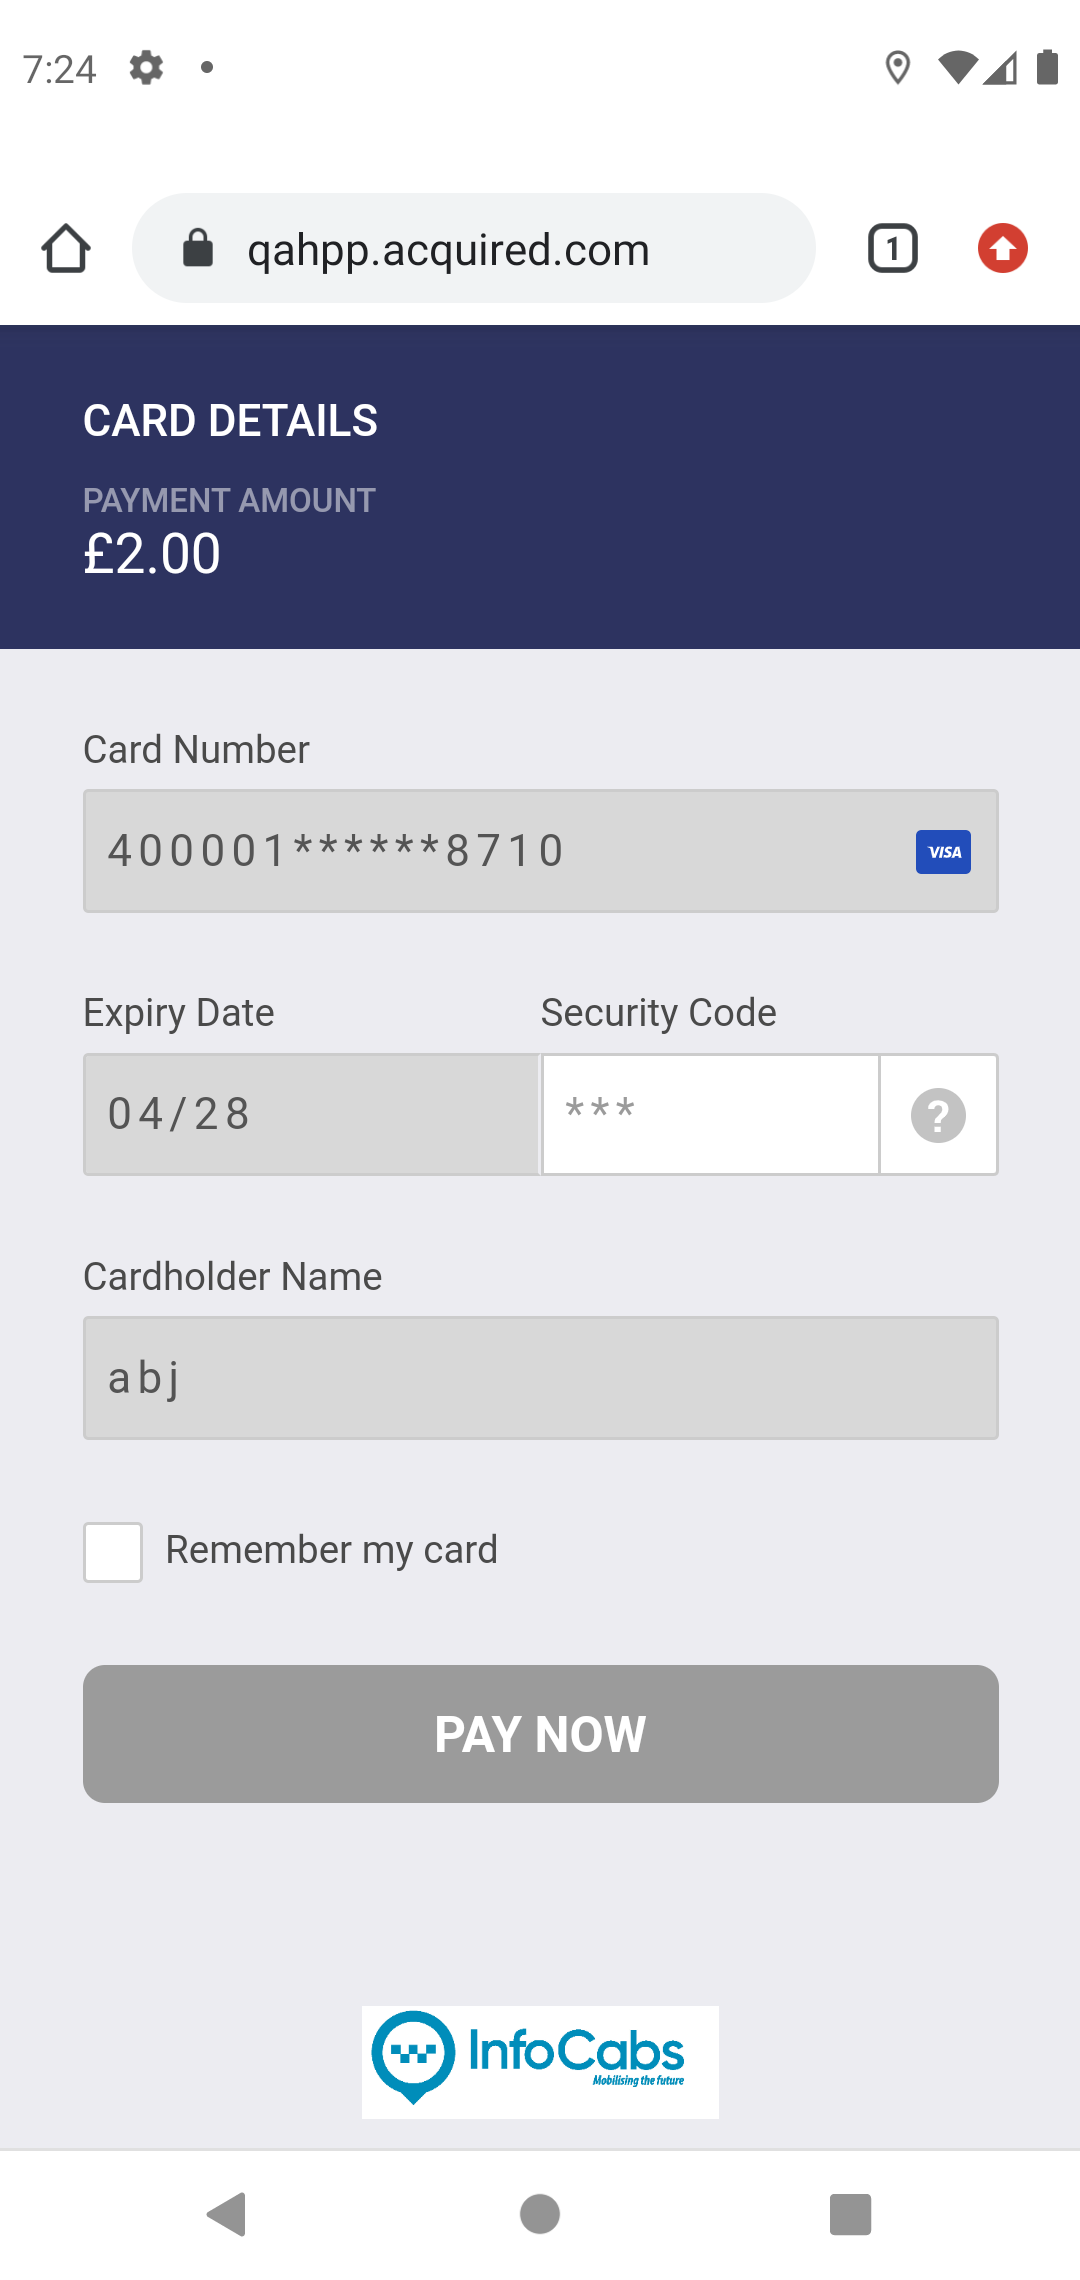 7:24
qahpp.acquired.com
1
CARD DETAILS
PAYMENT AMOUNT
£2.00
Card Number
400001******8710
VISA
Expiry Date
Security Code
04/28
***
?
Cardholder Name
abj
Remember my card
PAY NOW
InfoCabs
Mobilising the future